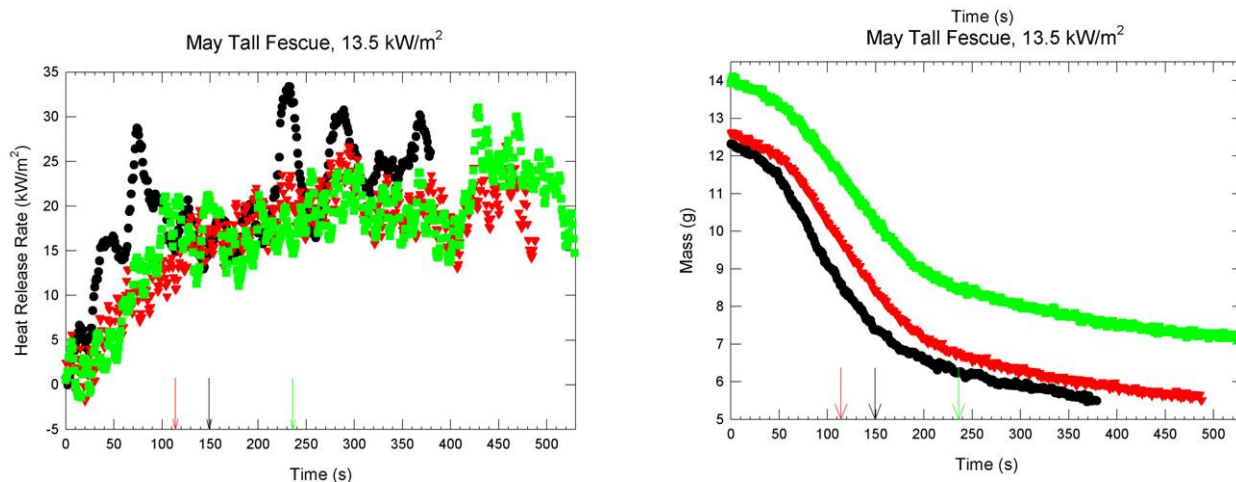 May Tall Fescue, 13.5 kW/m²
Heat Release Rate (kW/m²)
35
30
25
20
15
10
5
0
-5
0 50 100 150 200 250 300 350 400 450 500
Time (s)
Time (s)
May Tall Fescue, 13.5 kW/m²
Mass (g)
14
13
12
11
10
9
8
7
6
5
0 50 100 150 200 250 300 350 400 450 500
Time (s)